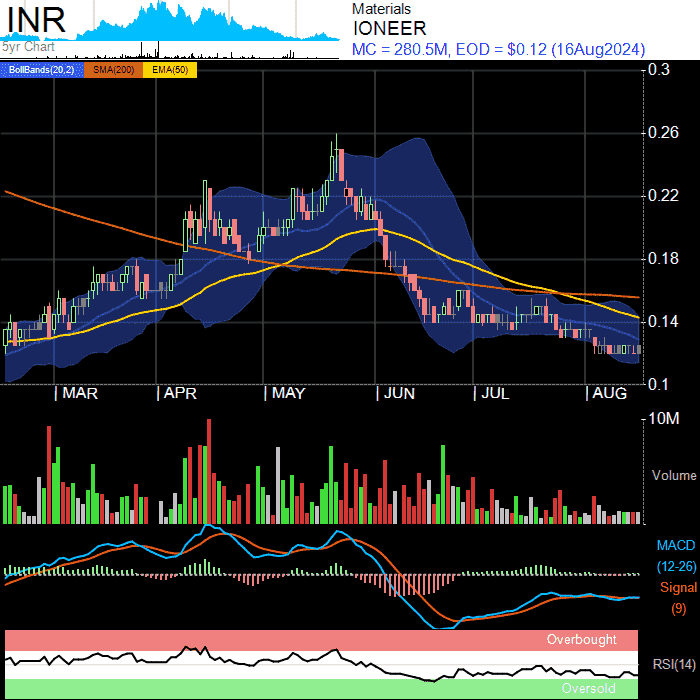 INR
5yr Chart
Materials
IONEER
MC = 280.5M, EOD = $0.12 (16Aug2024)
BollBands(20,2) SMA(200) EMA(50)
0.3
0.26
0.22
0.18
0.14
0.1
MAR APR MAY JUN JUL AUG
10M
Volume
MACD
(12-26)
Signal
(9)
Overbought
RSI(14)
Oversold